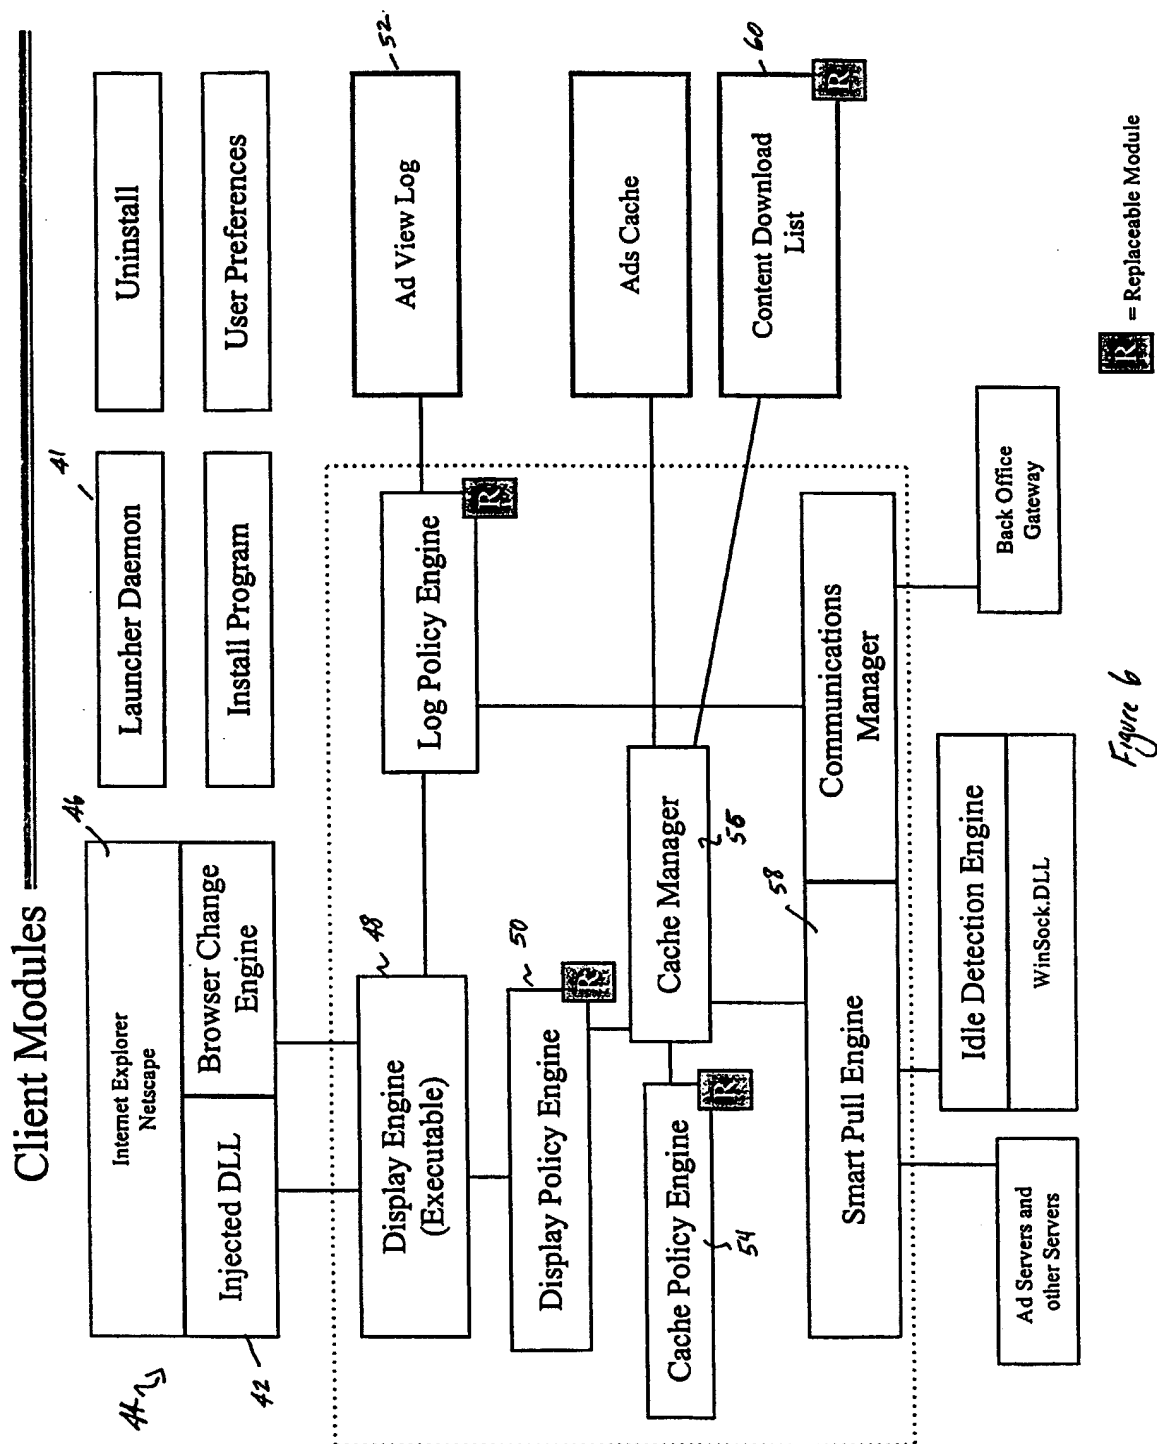 Client Modules
44
46
Internet Explorer
Netscape
42
Injected DLL
Browser Change
Engine
41
Launcher Daemon
Uninstall
Install Program
User Preferences
48
Display Engine
(Executable)
Log Policy Engine
R
52
Ad View Log
50
Display Policy Engine
R
Cache Policy Engine
R
54
Cache Manager
56
Ads Cache
60
Content Download
List
R
58
Smart Pull Engine
Communications
Manager
Ad Servers and
other Servers
Idle Detection Engine
WinSock.DLL
Back Office
Gateway
R = Replaceable Module
Figure 6